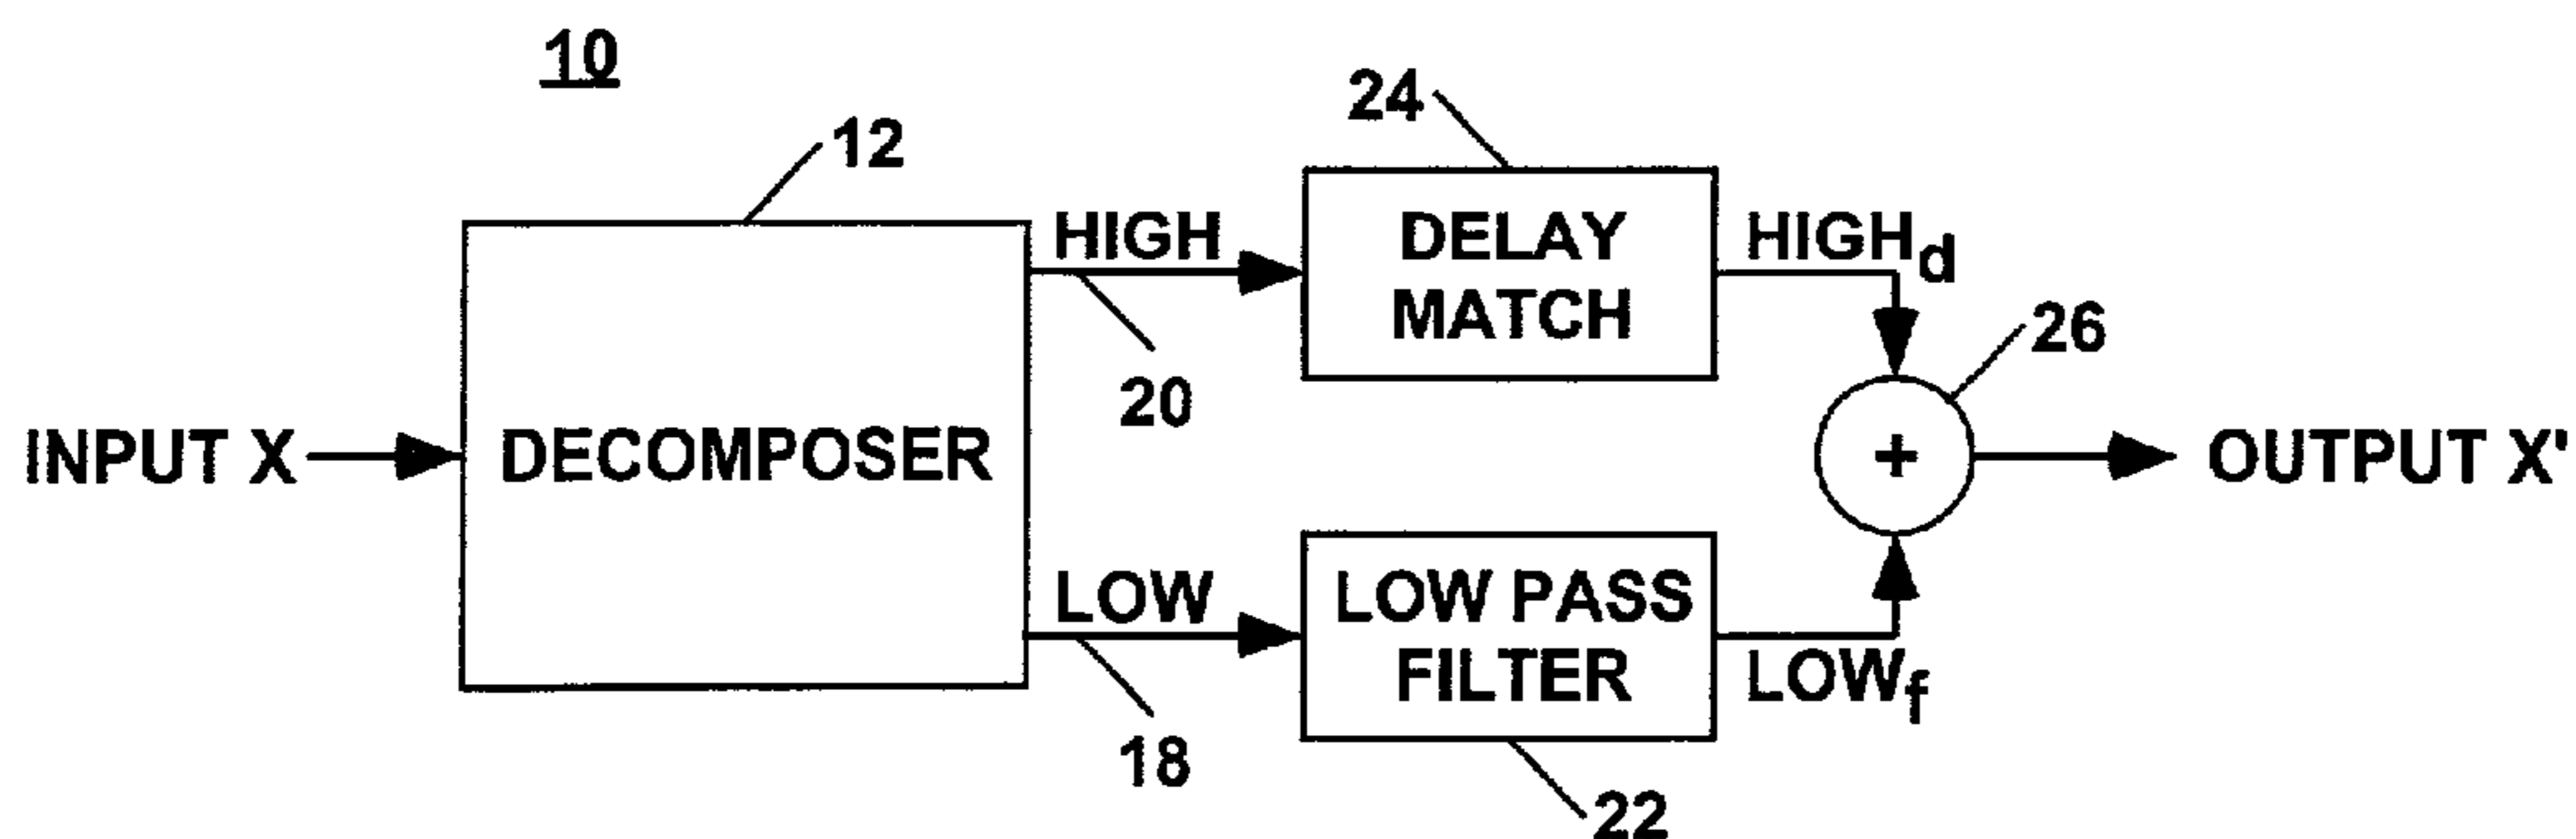 10
12
24
HIGH
DELAY
MATCH
HIGHd
20
26
INPUT X
DECOMPOSER
+
OUTPUT X'
LOW
LOW PASS
FILTER
LOWf
18
22